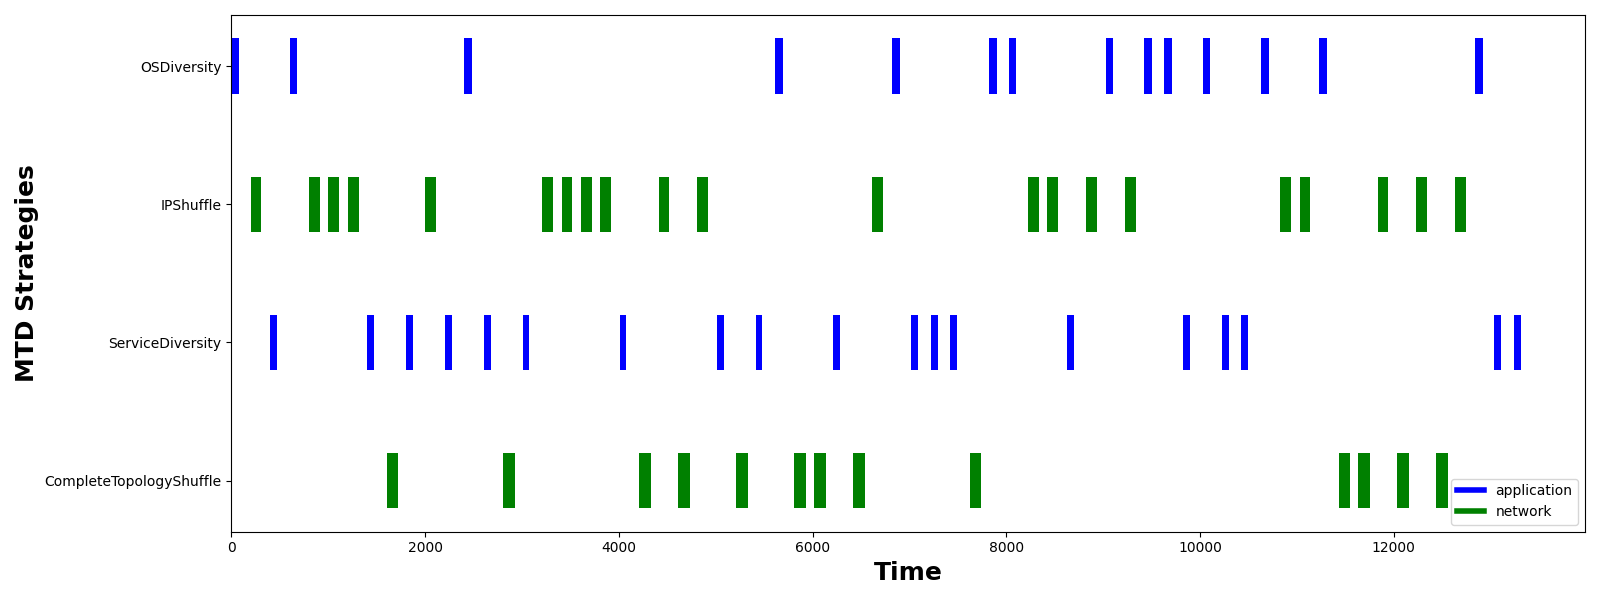 MTD Strategies
OSDiversity
IPShuffle
ServiceDiversity
CompleteTopologyShuffle
application
network
0 2000 4000 6000 8000 10000 12000
Time